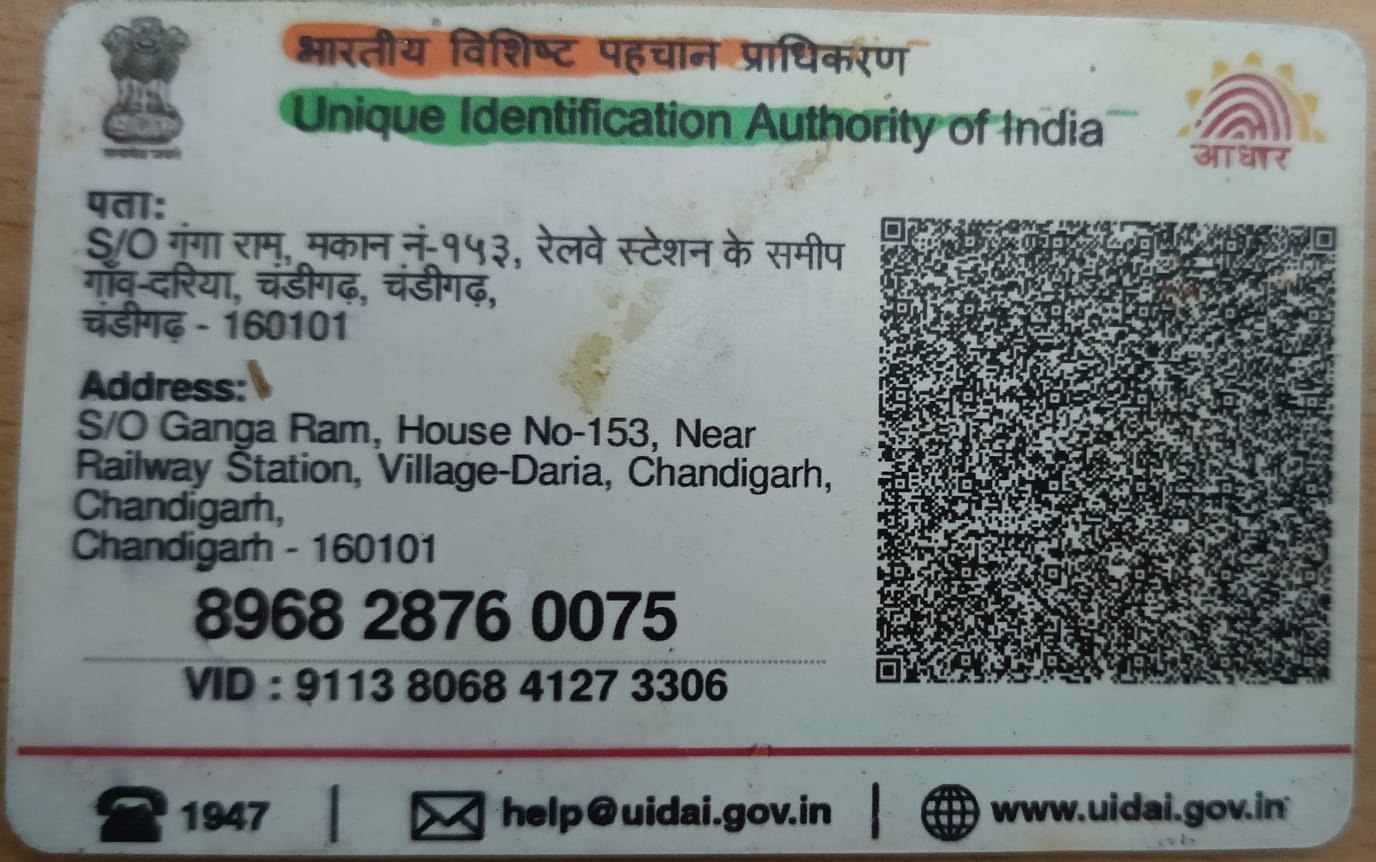 भारतीय विशिष्ट पहचान प्राधिकरण
Unique Identification Authority of India
आधार
पता:
S/O गंगा राम, मकान नं-१५३, रेलवे स्टेशन के समीप
गाँव-दरिया, चंडीगढ़, चंडीगढ़,
चंडीगढ़ - 160101
Address:
S/O Ganga Ram, House No-153, Near
Railway Station, Village-Daria, Chandigarh,
Chandigarh,
Chandigarh - 160101
8968 2876 0075
VID : 9113 8068 4127 3306
1947 | help@uidai.gov.in | www.uidai.gov.in